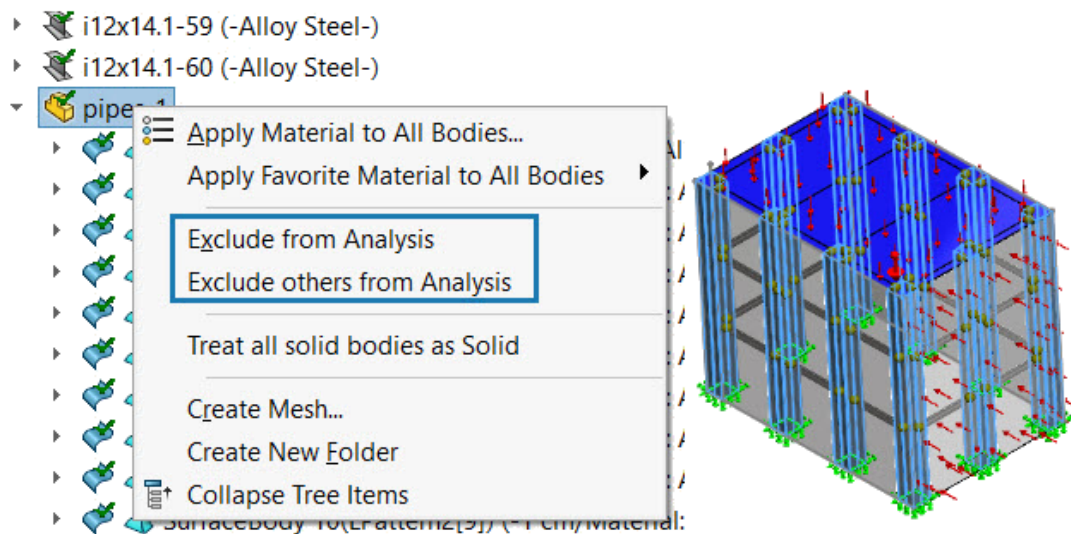 i12x14.1-59 (-Alloy Steel-)
i12x14.1-60 (-Alloy Steel-)
Apply Material to All Bodies...
Apply Favorite Material to All Bodies
Exclude from Analysis
Exclude others from Analysis
Treat all solid bodies as Solid
Create Mesh...
Create New Folder
Collapse Tree Items